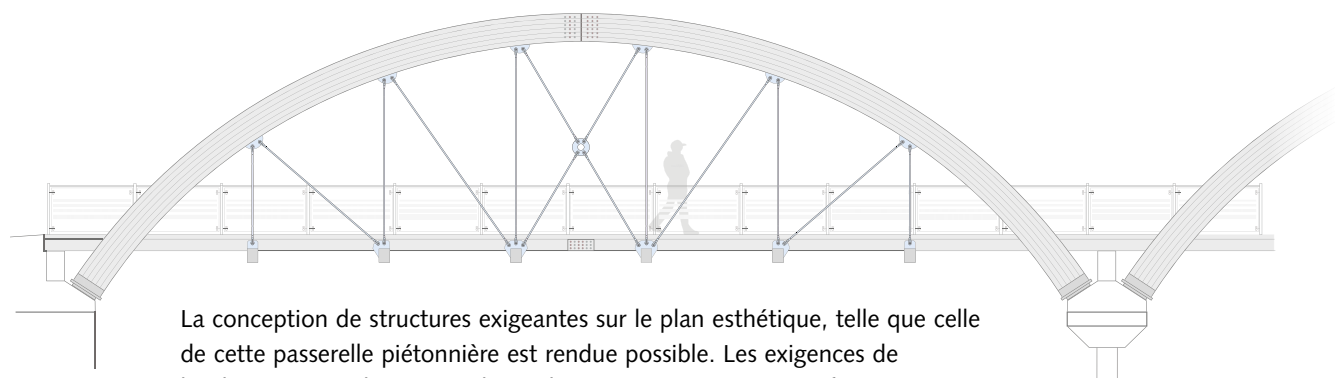 La conception de structures exigeantes sur le plan esthétique, telle que celle
de cette passerelle piétonnière est rendue possible. Les exigences de